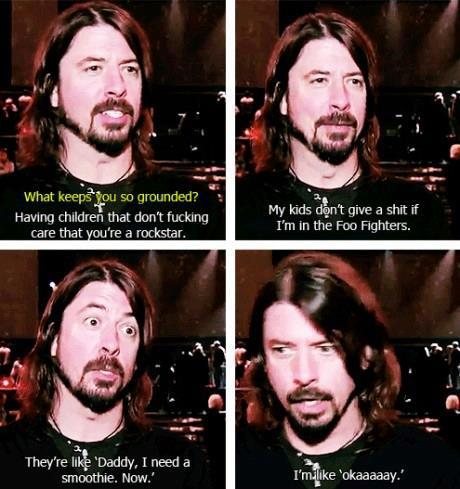 What keeps you so grounded?
Having children that don't fucking
care that you're a rockstar.
My kids don't give a shit if
I'm in the Foo Fighters.
They're like 'Daddy, I need a
smoothie. Now.'
I'm like 'okaaaaay.'